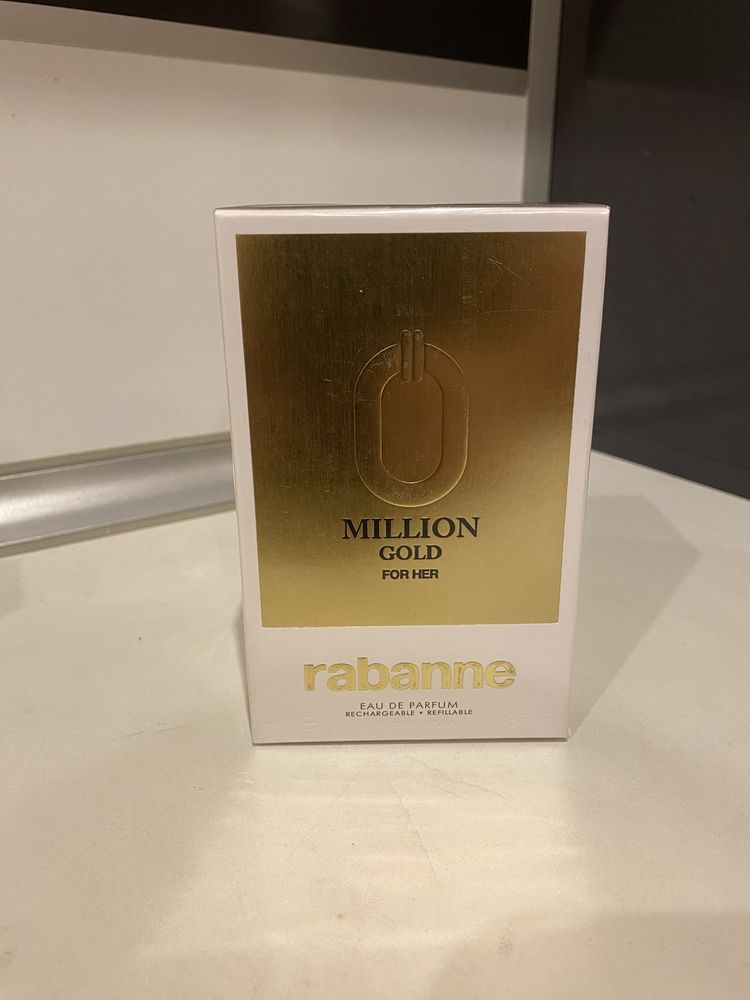 MILLION
GOLD
FOR HER
rabanne
EAU DE PARFUM
RECHARGEABLE • REFILLABLE